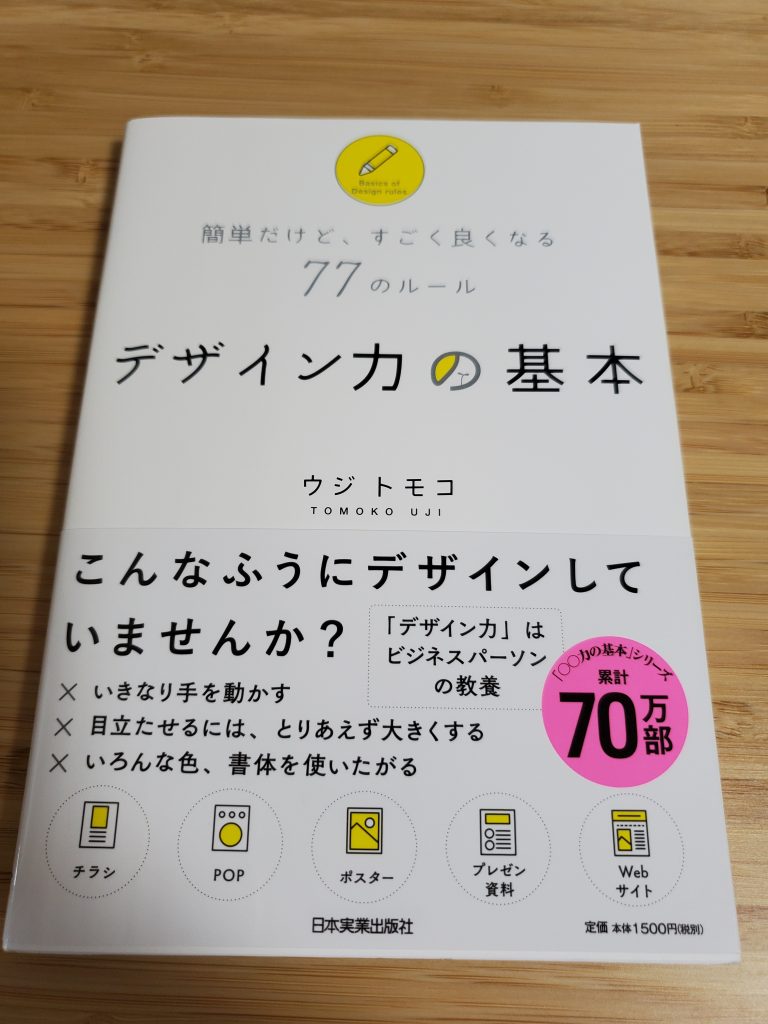 Basics of
Design rules
簡単だけど、すごく良くなる
77のルール
デザイン力の基本
ウジ トモコ
TOMOKO UJI
こんなふうにデザインして
いませんか？
「デザイン力」は
ビジネスパーソン
の教養
× いきなり手を動かす
× 目立たせるには、とりあえず大きくする
× いろんな色、書体を使いたがる
「〇〇力の基本」シリーズ
累計
70万部
チラシ
POP
ポスター
プレゼン
資料
Web
サイト
日本実業出版社
定価 本体1500円(税別)